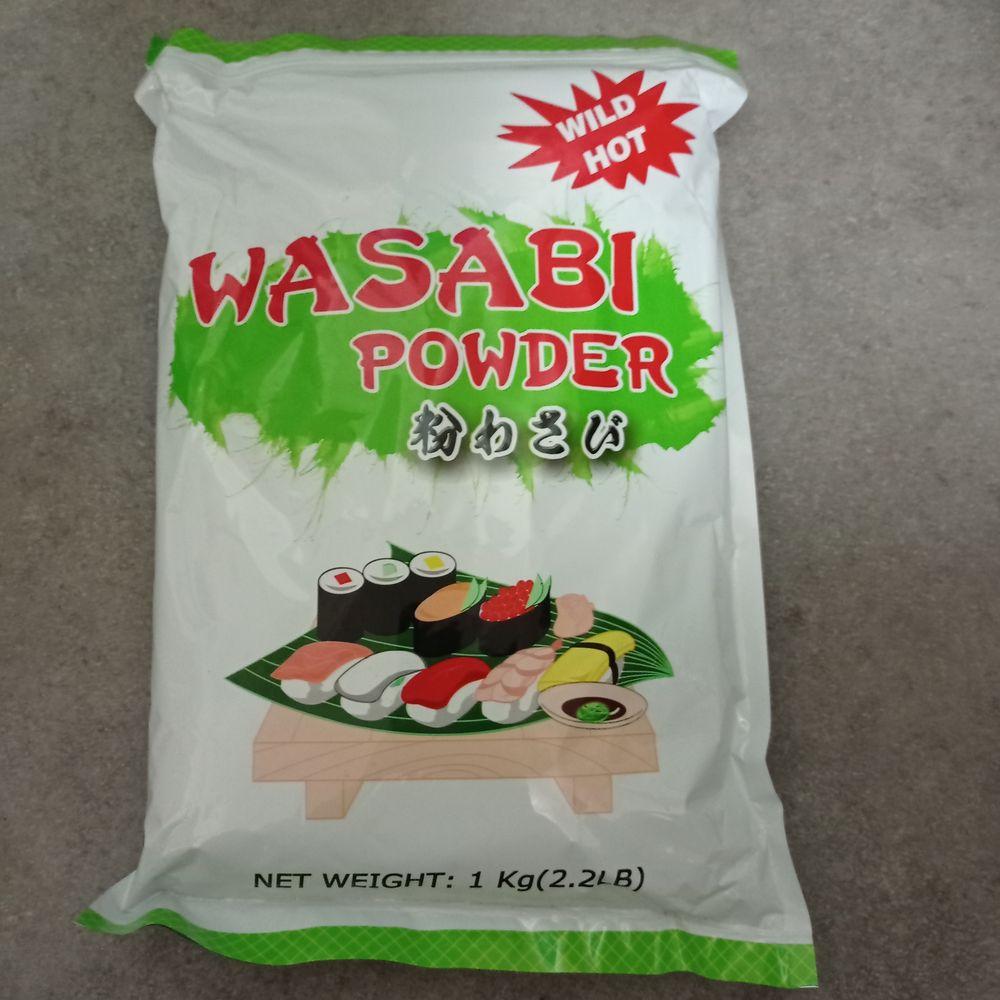 WILD
HOT
WASABI
POWDER
粉わさび
NET WEIGHT: 1 Kg(2.2LB)